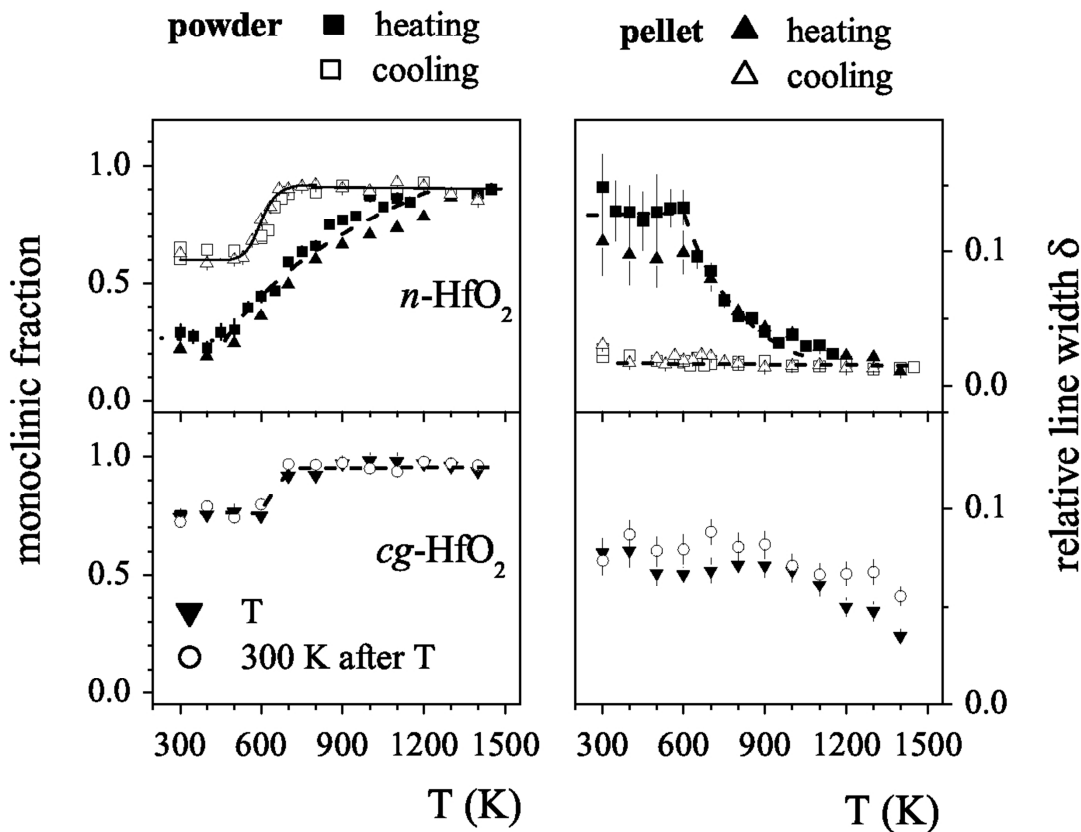 powder ■ heating
□ cooling
pellet ▲ heating
△ cooling
monoclinic fraction
1.0
0.5
0.0
n-HfO₂
0.1
0.0
relative line width δ
1.0
0.5
0.0
cg-HfO₂
▼ T
○ 300 K after T
0.1
0.0
300 600 900 1200 1500
T (K)
300 600 900 1200 1500
T (K)